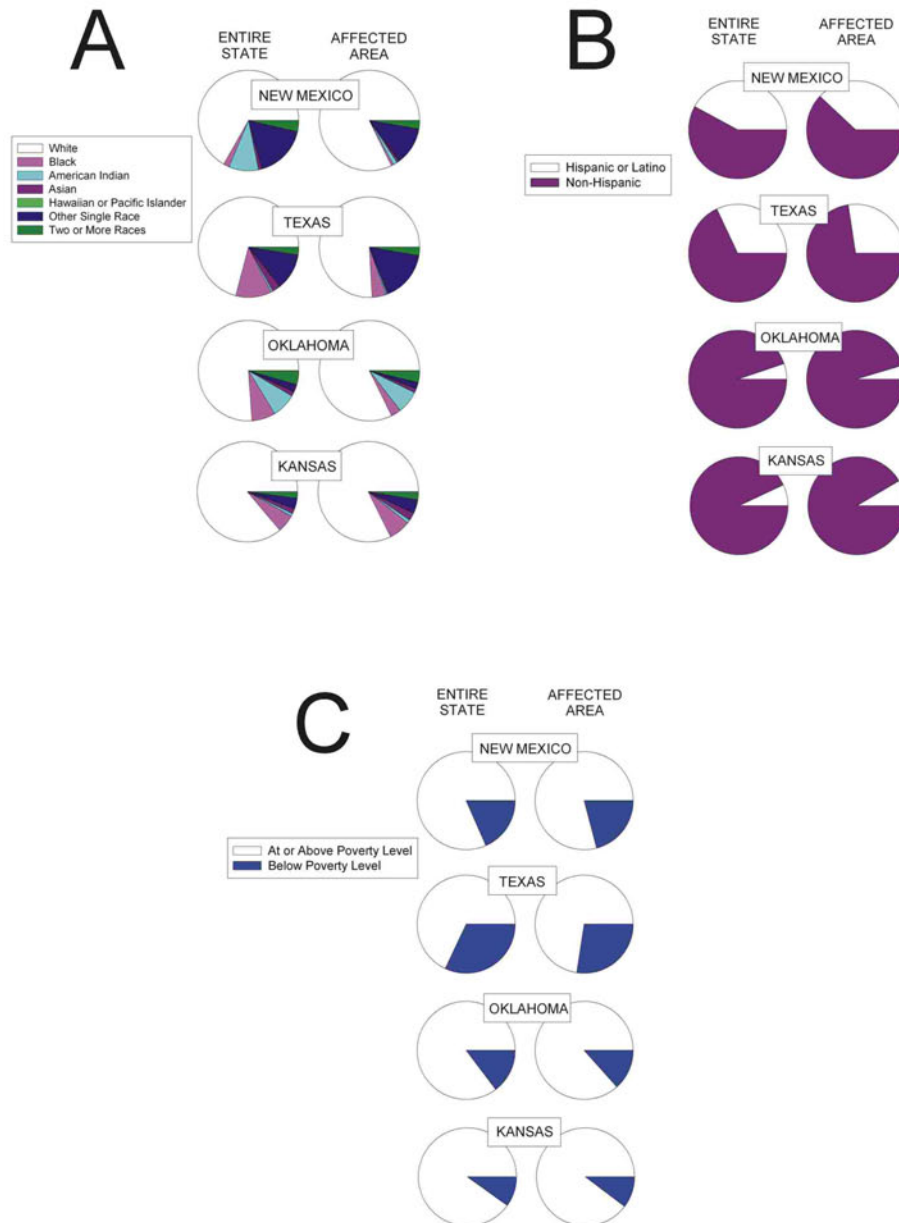 A
ENTIRE
STATE
AFFECTED
AREA
NEW MEXICO
White
Black
American Indian
Asian
Hawaiian or Pacific Islander
Other Single Race
Two or More Races
TEXAS
OKLAHOMA
KANSAS
B
ENTIRE
STATE
AFFECTED
AREA
NEW MEXICO
Hispanic or Latino
Non-Hispanic
TEXAS
OKLAHOMA
KANSAS
C
ENTIRE
STATE
AFFECTED
AREA
NEW MEXICO
At or Above Poverty Level
Below Poverty Level
TEXAS
OKLAHOMA
KANSAS